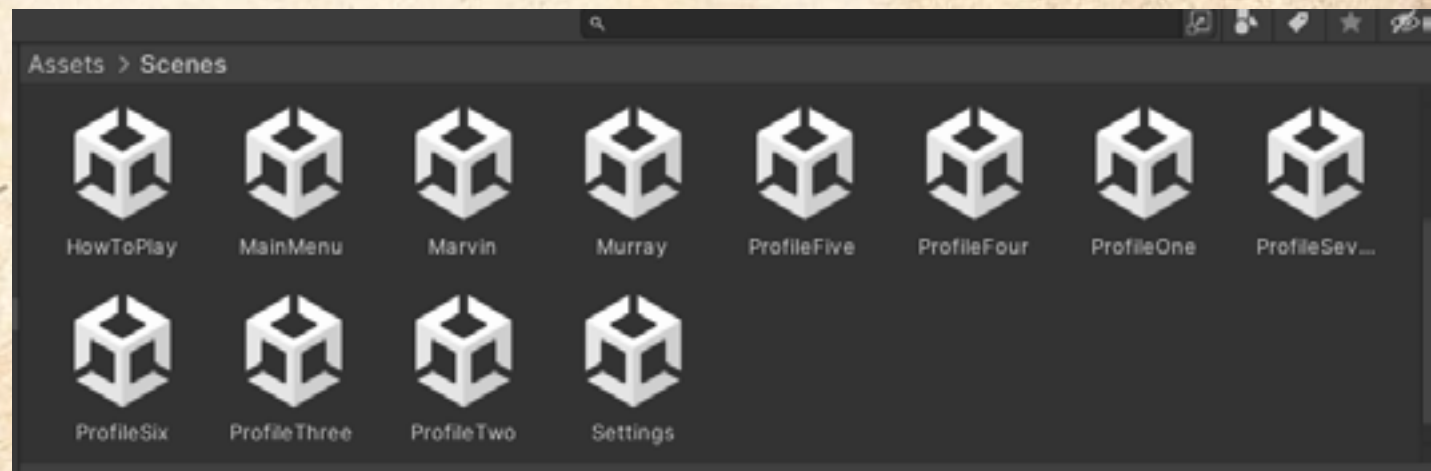 Assets > Scenes
HowToPlay MainMenu Marvin Murray ProfileFive ProfileFour ProfileOne ProfileSev...
ProfileSix ProfileThree ProfileTwo Settings